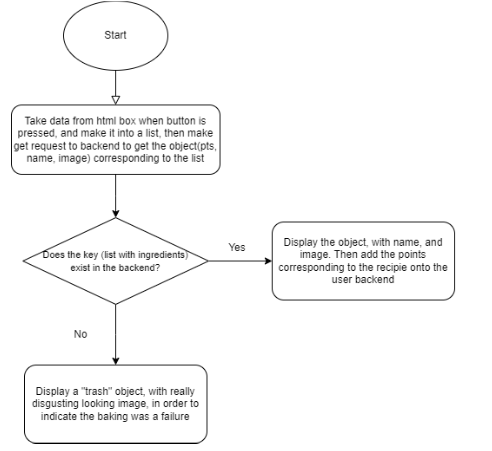 Start
Take data from html box when button is
pressed, and make it into a list, then make
get request to backend to get the object(pts,
name, image) corresponding to the list
Does the key (list with ingredients)
exist in the backend?
Yes
Display the object, with name, and
image. Then add the points
corresponding to the recipie onto the
user backend
No
Display a "trash" object, with really
disgusting looking image, in order to
indicate the baking was a failure